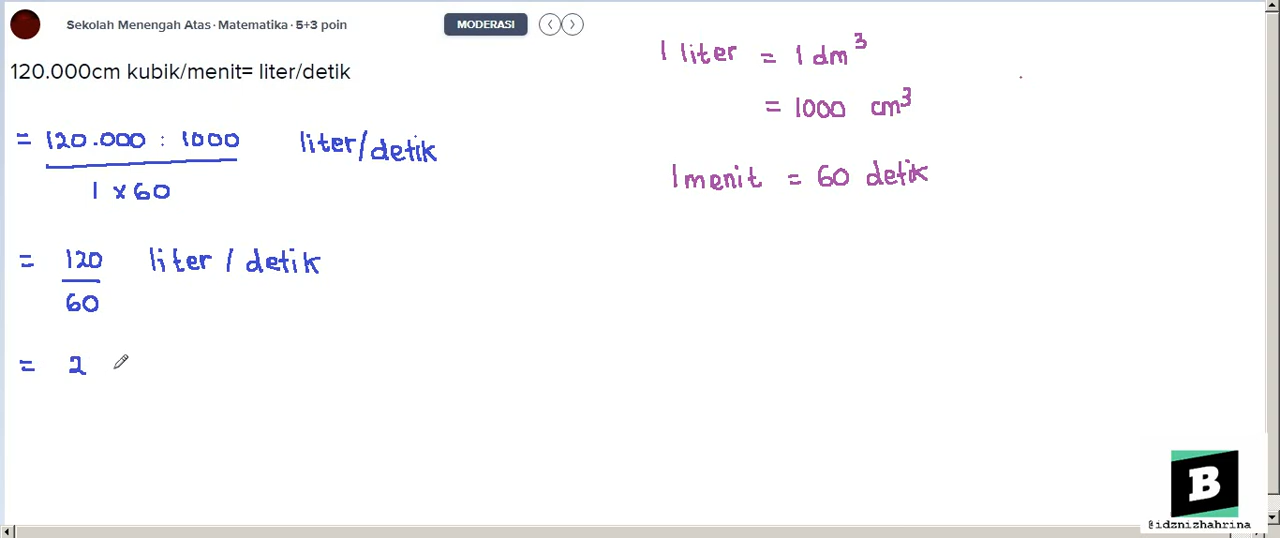 Sekolah Menengah Atas · Matematika · 5+3 poin
MODERASI
120.000cm kubik/menit= liter/detik
= 120.000 : 1000 liter/detik
1 x 60
= 120 liter / detik
60
= 2
1 liter = 1 dm³
= 1000 cm³
1 menit = 60 detik
B
@idznizhahrina